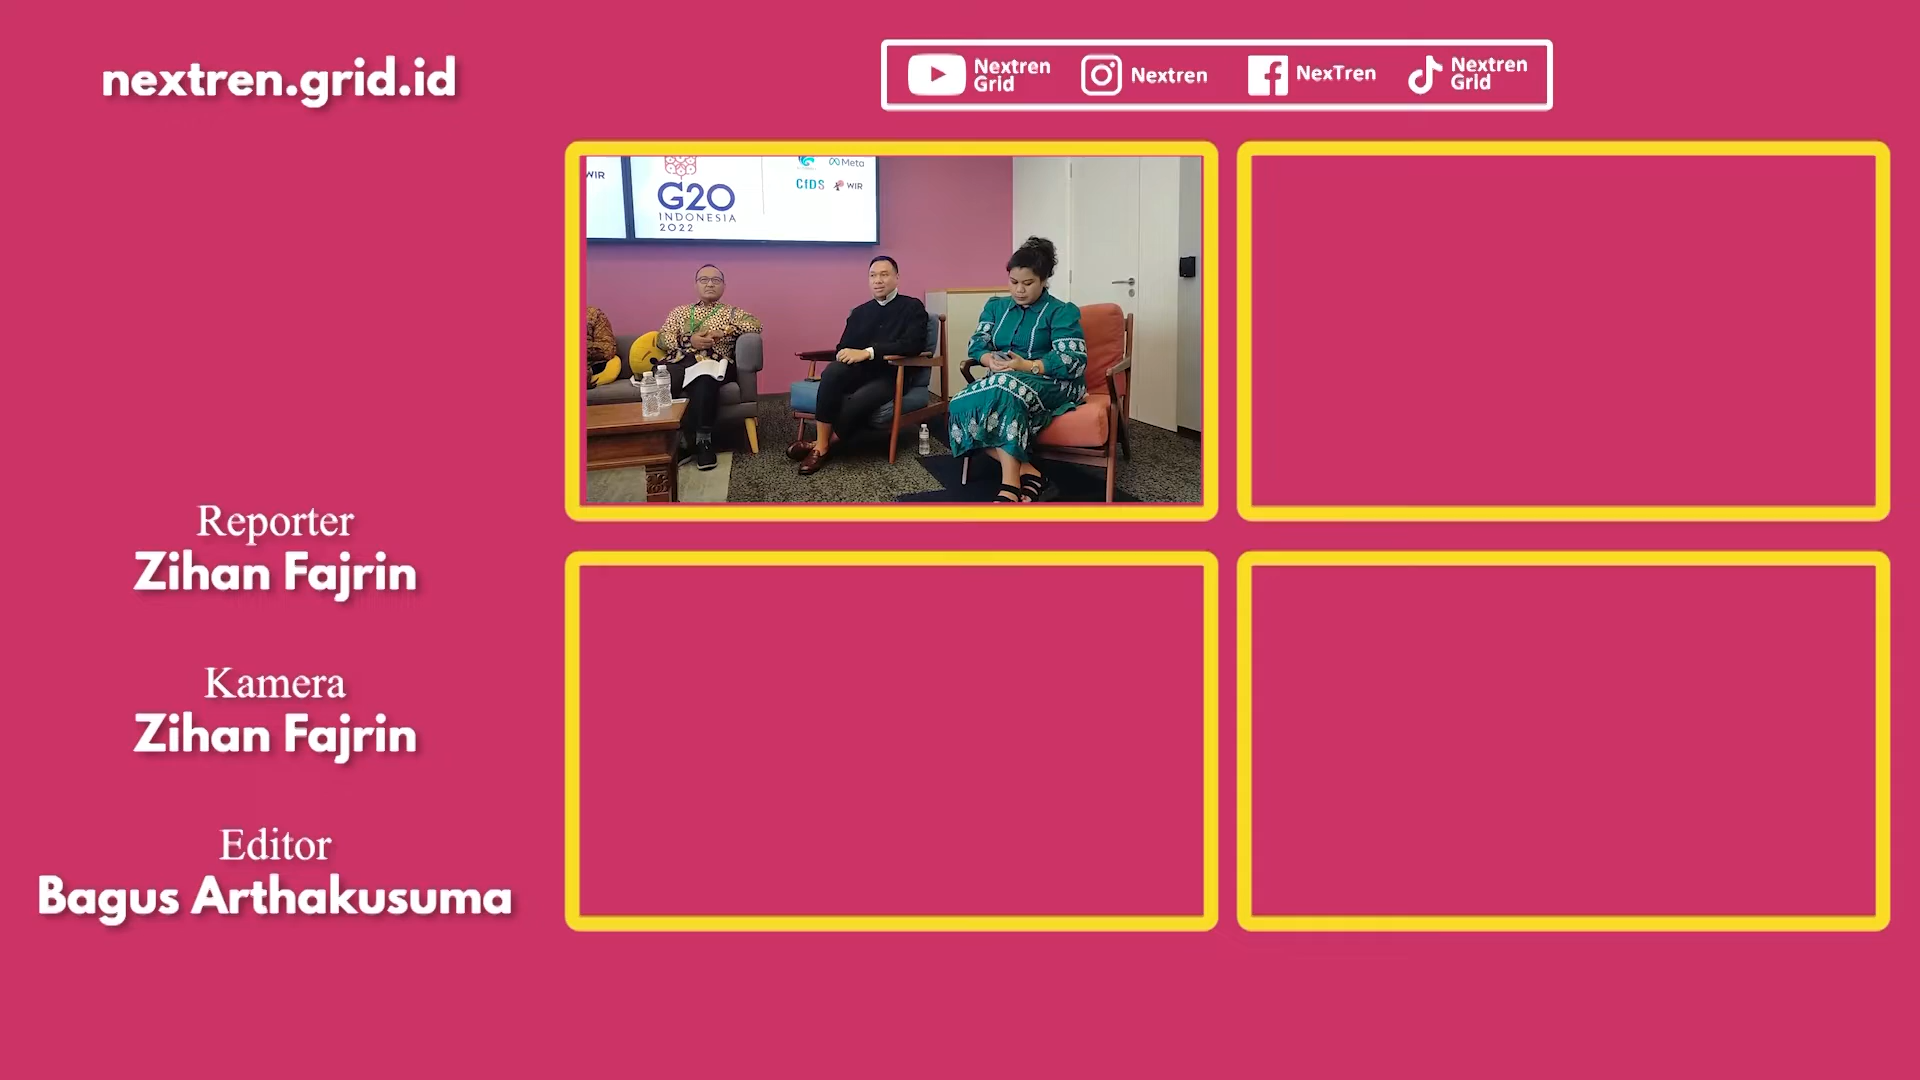 nextren.grid.id
Nextren
Grid
Nextren
NexTren
Nextren
Grid
WIR
G20
INDONESIA
2022
Meta
CfDS
WIR
Reporter
Zihan Fajrin
Kamera
Zihan Fajrin
Editor
Bagus Arthakusuma